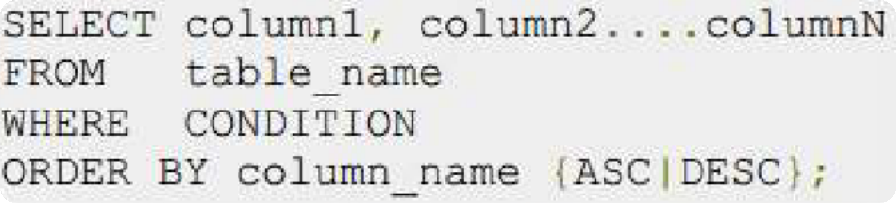 SELECT column1, column2....columnN
FROM table_name
WHERE CONDITION
ORDER BY column_name {ASC|DESC};